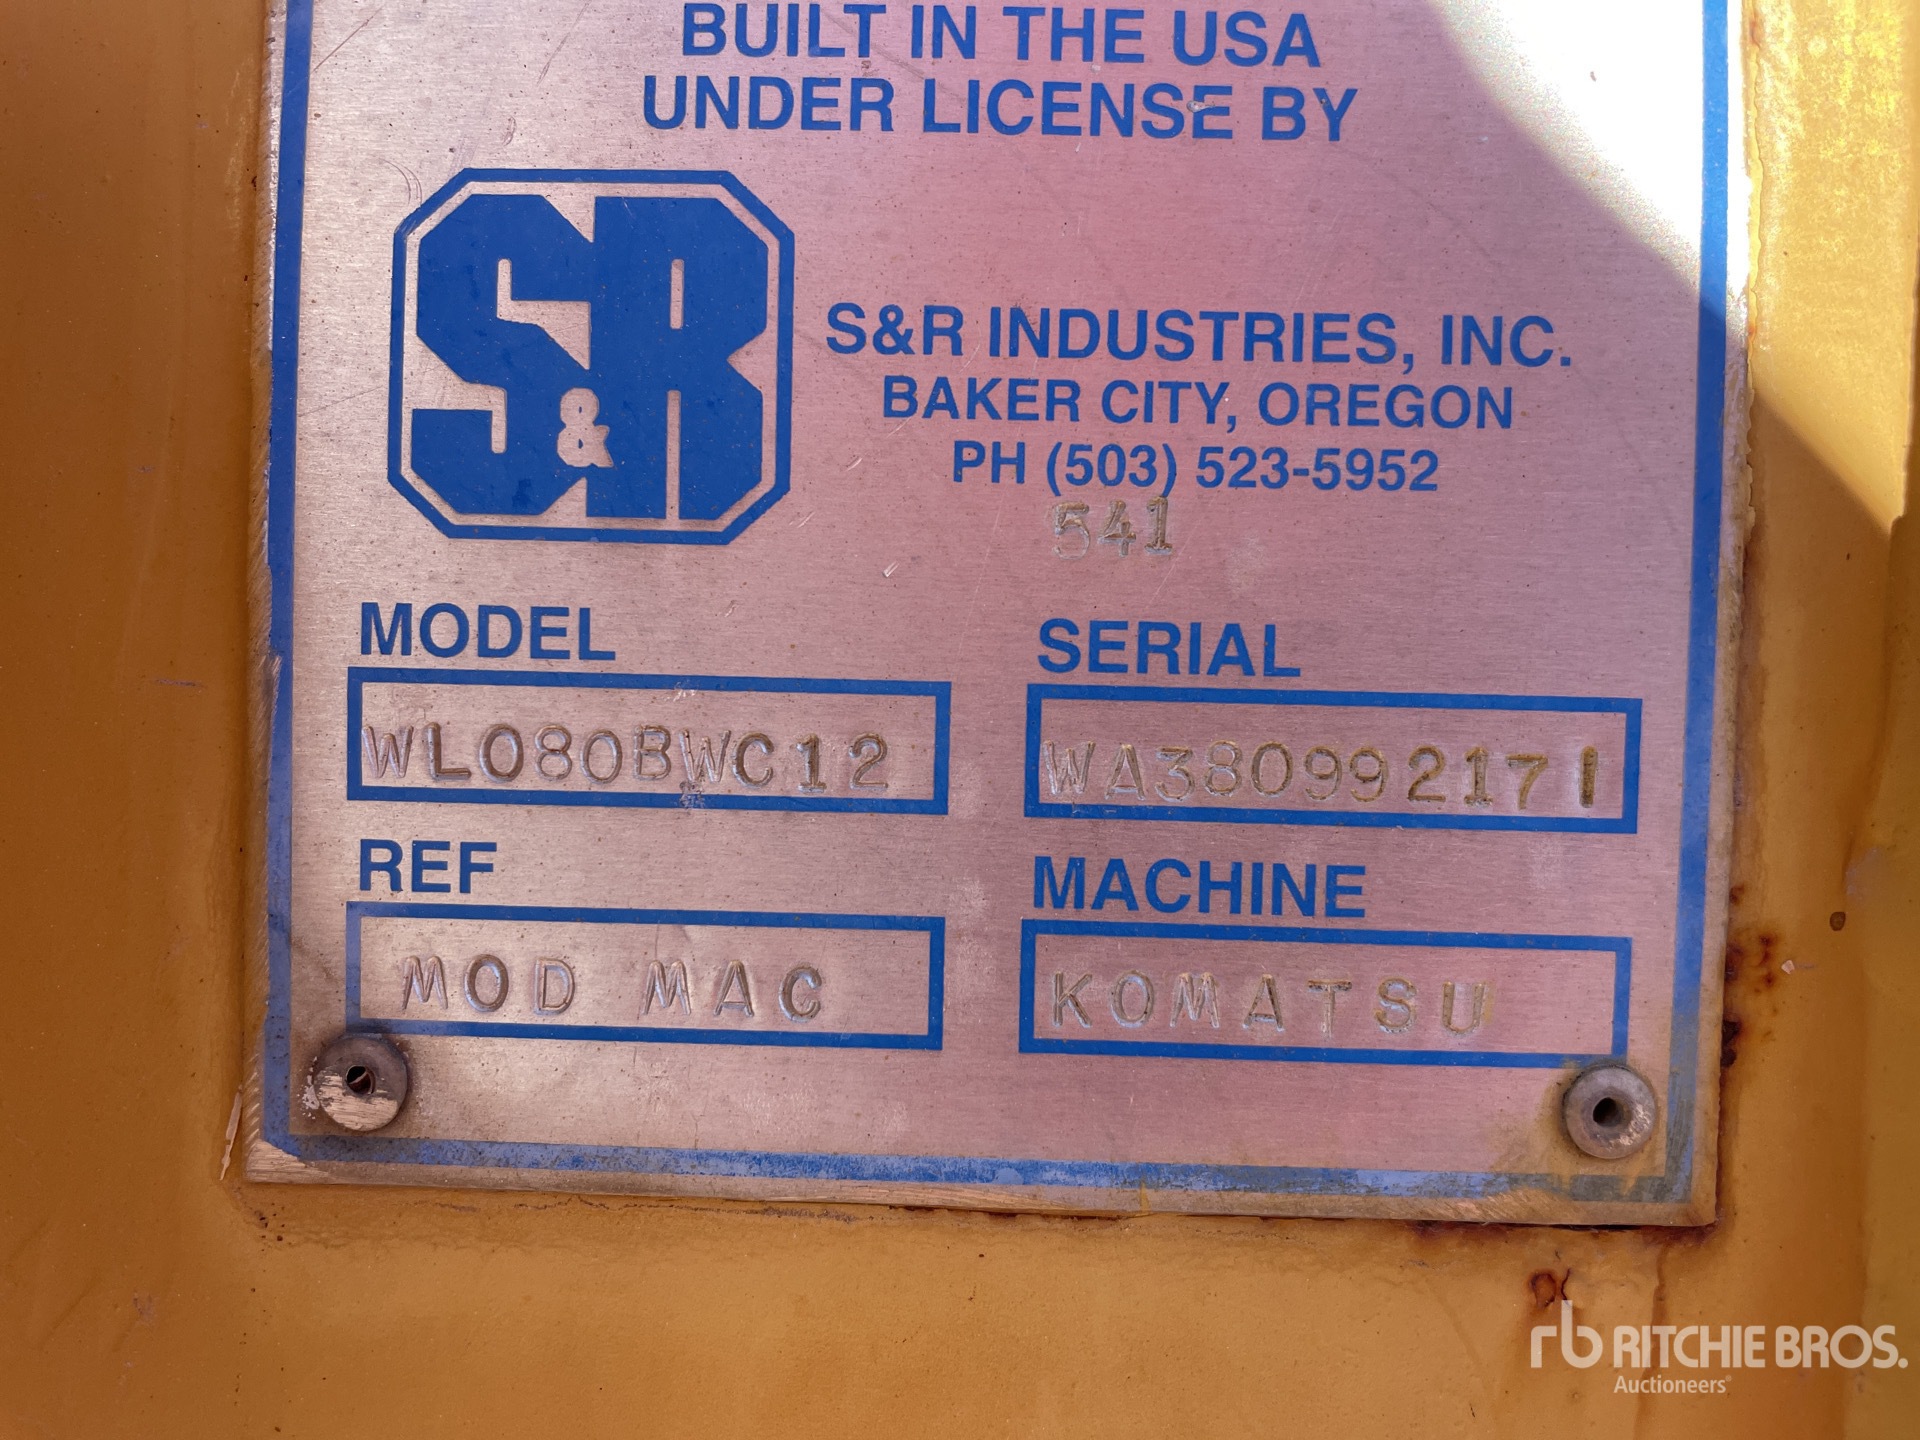 BUILT IN THE USA
UNDER LICENSE BY
S&R
S&R INDUSTRIES, INC.
BAKER CITY, OREGON
PH (503) 523-5952
541
MODEL
WL080BWC12
SERIAL
WA380992171
REF
MOD MAC
MACHINE
KOMATSU
rb RITCHIE BROS.
Auctioneers